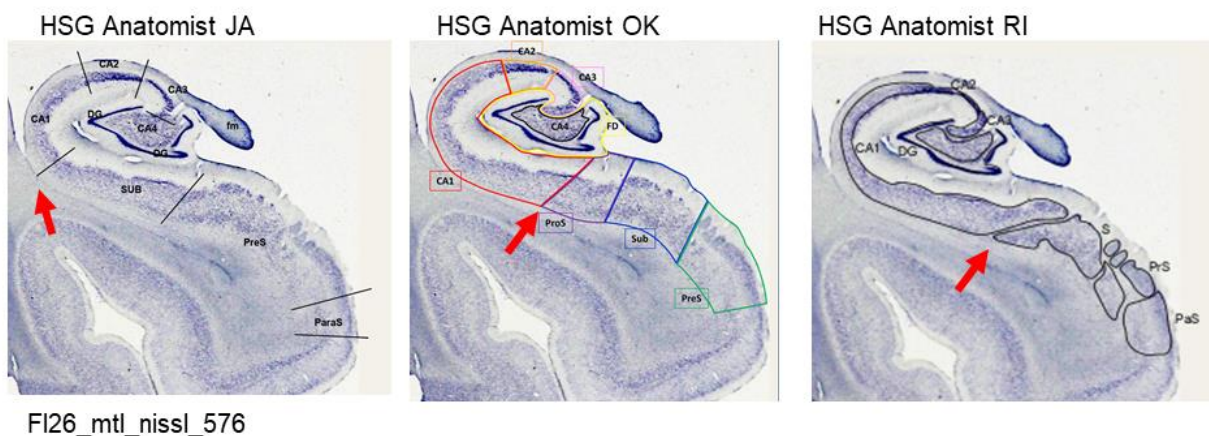 HSG Anatomist JA
CA2
CA3
CA1
DG
CA4
fm
DG
SUB
PreS
ParaS
HSG Anatomist OK
CA2
CA3
CA4
FD
CA1
ProS
Sub
PreS
HSG Anatomist RI
CA2
CA3
CA1
DG
S
PrS
PaS
Fl26_mtl_nissl_576